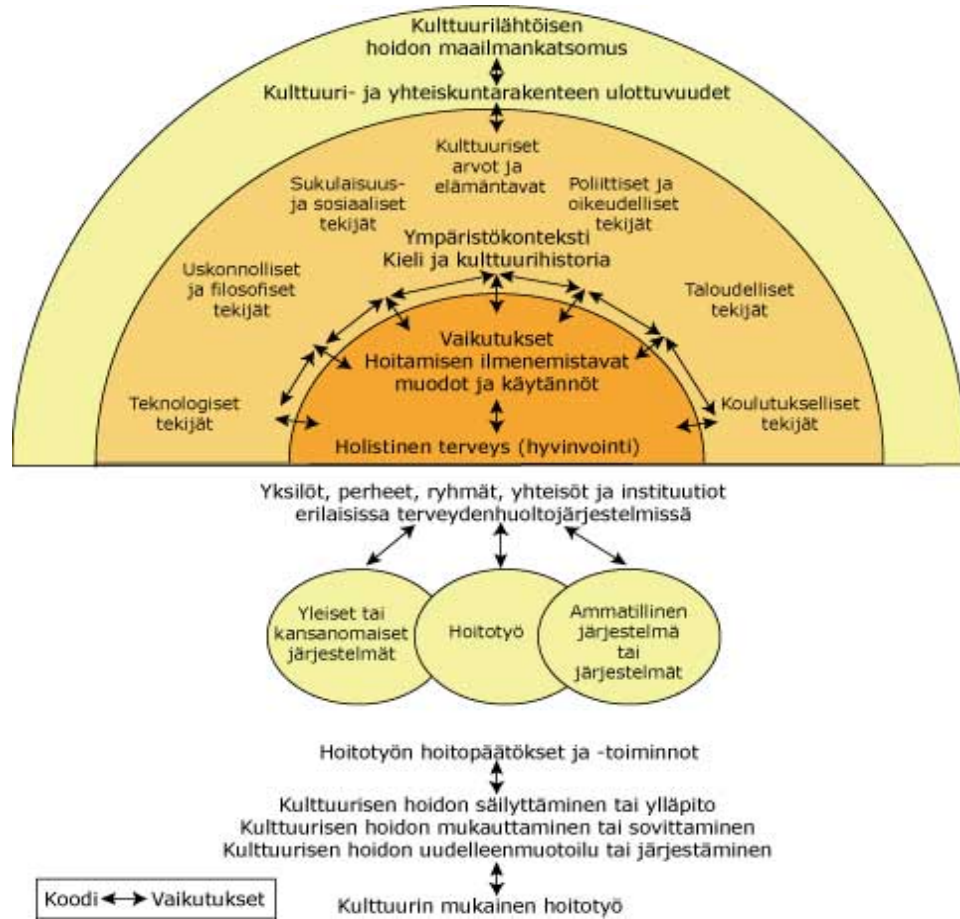 Kulttuurilähtöisen
hoidon maailmankatsomus
Kulttuuri- ja yhteiskuntarakenteen ulottuvuudet
Kulttuuriset
arvot ja
elämäntavat
Sukulaisuus-
ja sosiaaliset
tekijät
Poliittiset ja
oikeudelliset
tekijät
Ympäristökonteksti
Kieli ja kulttuurihistoria
Uskonnolliset
ja filosofiset
tekijät
Taloudelliset
tekijät
Vaikutukset
Hoitamisen ilmenemistavat
muodot ja käytännöt
Teknologiset
tekijät
Koulutukselliset
tekijät
Holistinen terveys (hyvinvointi)
Yksilöt, perheet, ryhmät, yhteisöt ja instituutiot
erilaisissa terveydenhuoltojärjestelmissä
Yleiset tai
kansanomaiset
järjestelmät
Hoitotyö
Ammatillinen
järjestelmä
tai
järjestelmät
Hoitotyön hoitopäätökset ja -toiminnot
Kulttuurisen hoidon säilyttäminen tai ylläpito
Kulttuurisen hoidon mukauttaminen tai sovittaminen
Kulttuurisen hoidon uudelleenmuotoilu tai järjestäminen
Kulttuurin mukainen hoitotyö
Koodi Vaikutukset